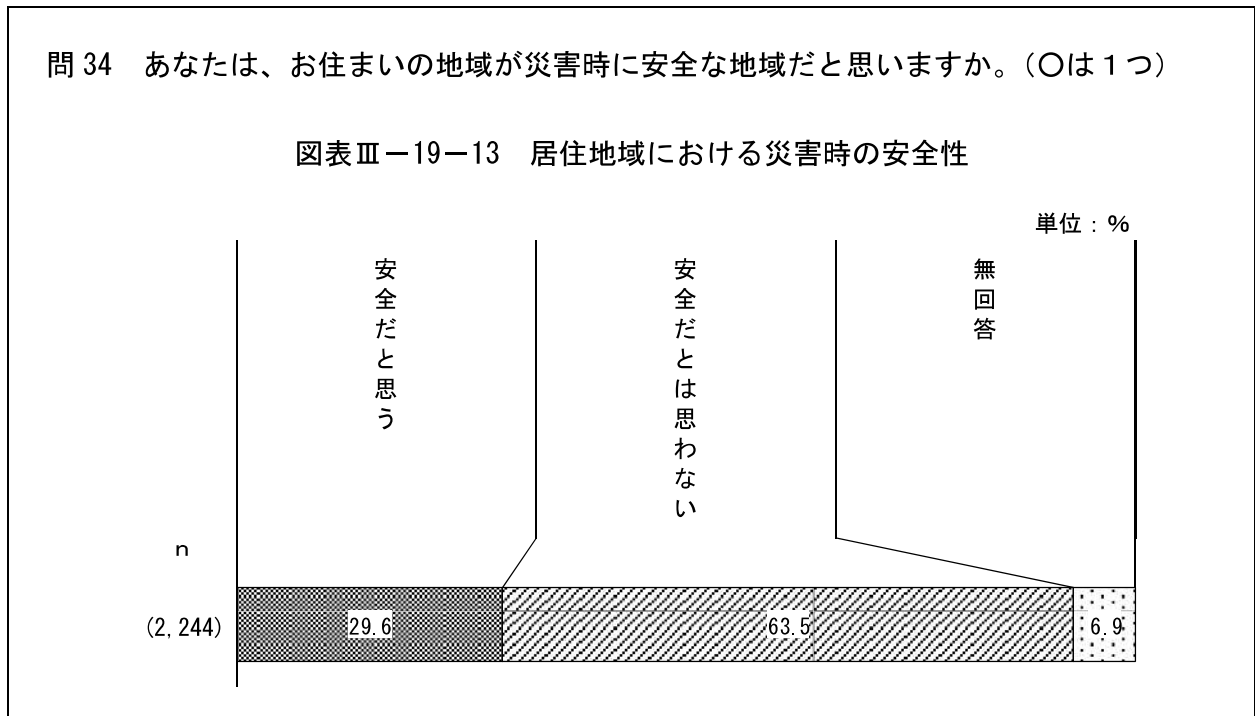 問34 あなたは、お住まいの地域が災害時に安全な地域だと思いますか。(〇は1つ)
図表Ⅲ-19-13 居住地域における災害時の安全性
単位：%
安全だと思う
安全だとは思わない
無回答
n
(2,244)
29.6
63.5
6.9